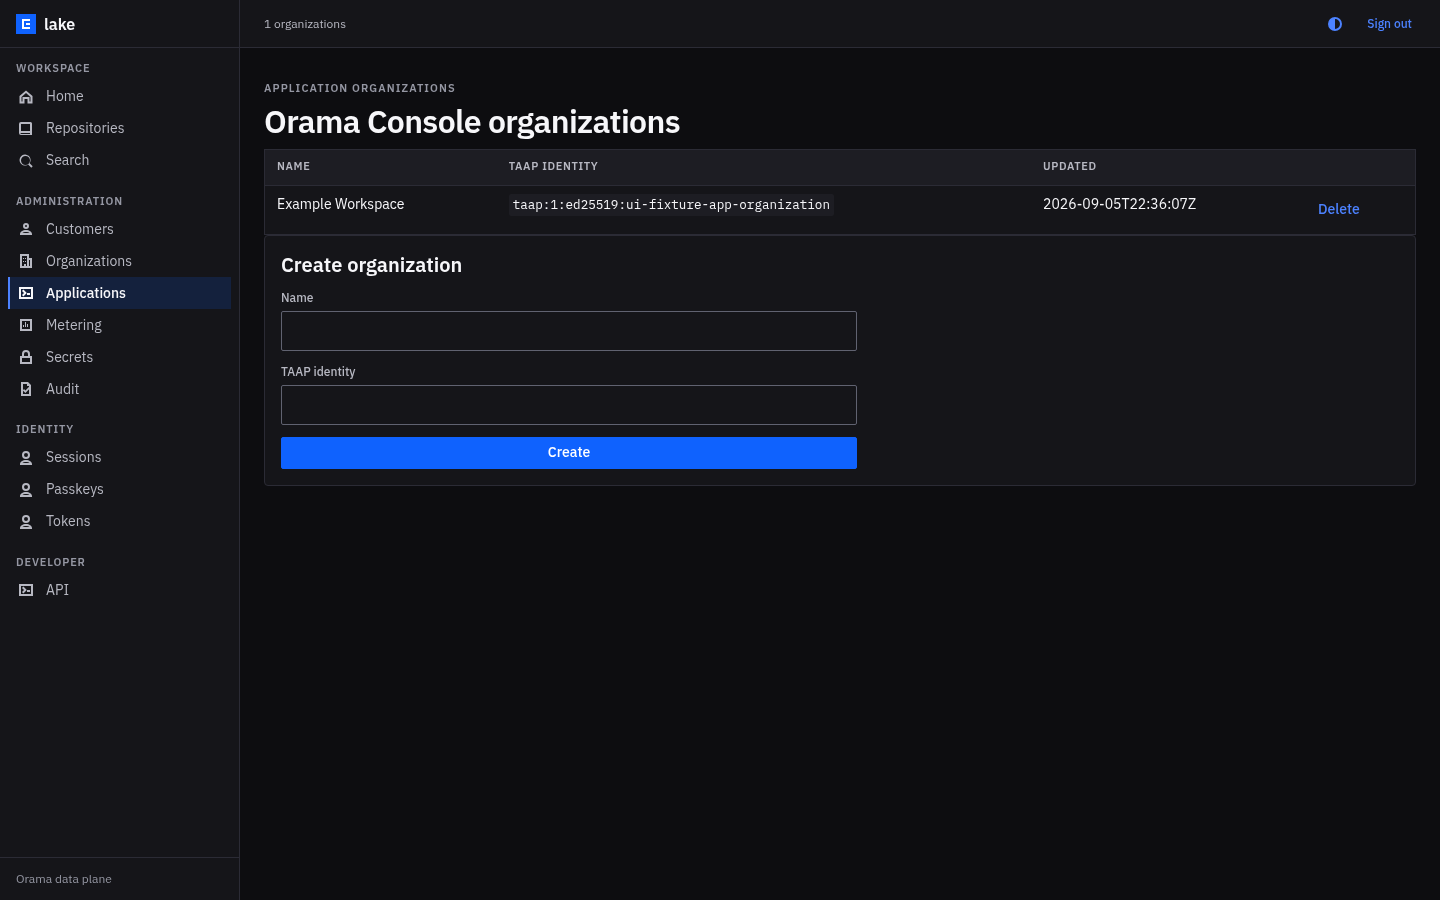 lake
1 organizations
Sign out
WORKSPACE
Home
Repositories
Search
ADMINISTRATION
Customers
Organizations
Applications
Metering
Secrets
Audit
IDENTITY
Sessions
Passkeys
Tokens
DEVELOPER
API
Orama data plane
APPLICATION ORGANIZATIONS
Orama Console organizations
NAME TAAP IDENTITY UPDATED
Example Workspace taap:1:ed25519:ui-fixture-app-organization 2026-09-05T22:36:07Z Delete
Create organization
Name
TAAP identity
Create